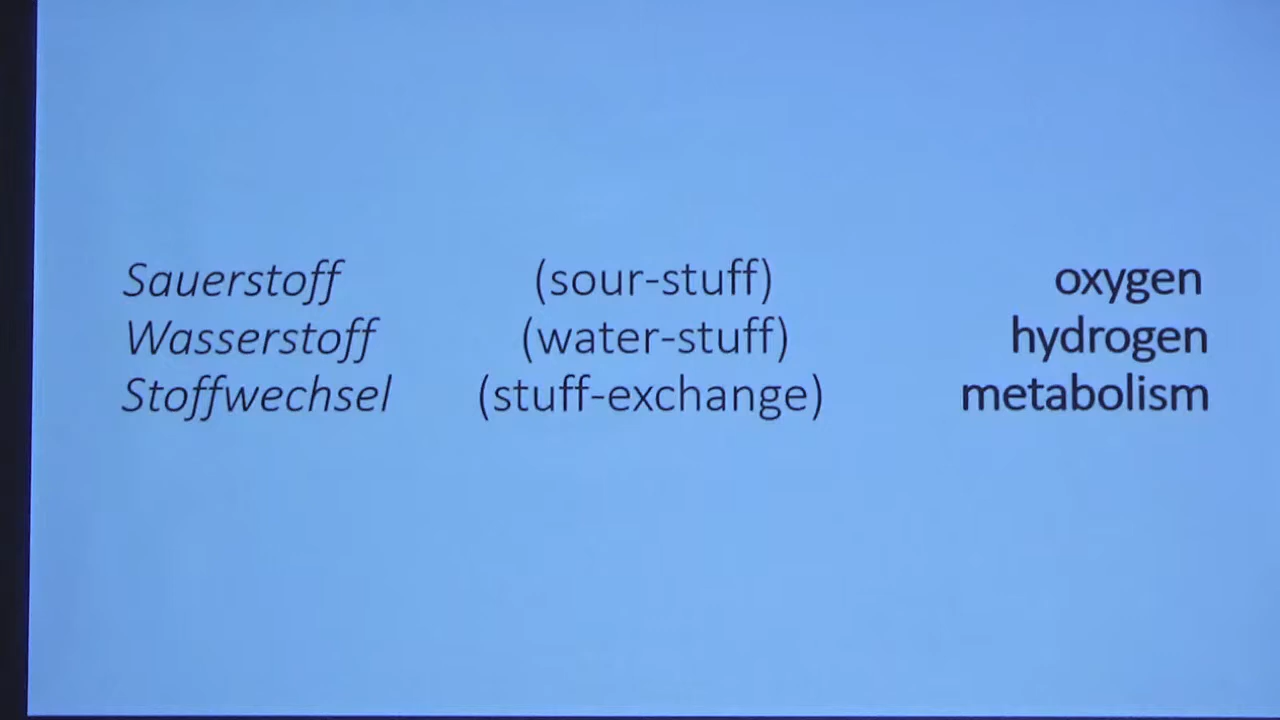 Sauerstoff (sour-stuff) oxygen
Wasserstoff (water-stuff) hydrogen
Stoffwechsel (stuff-exchange) metabolism